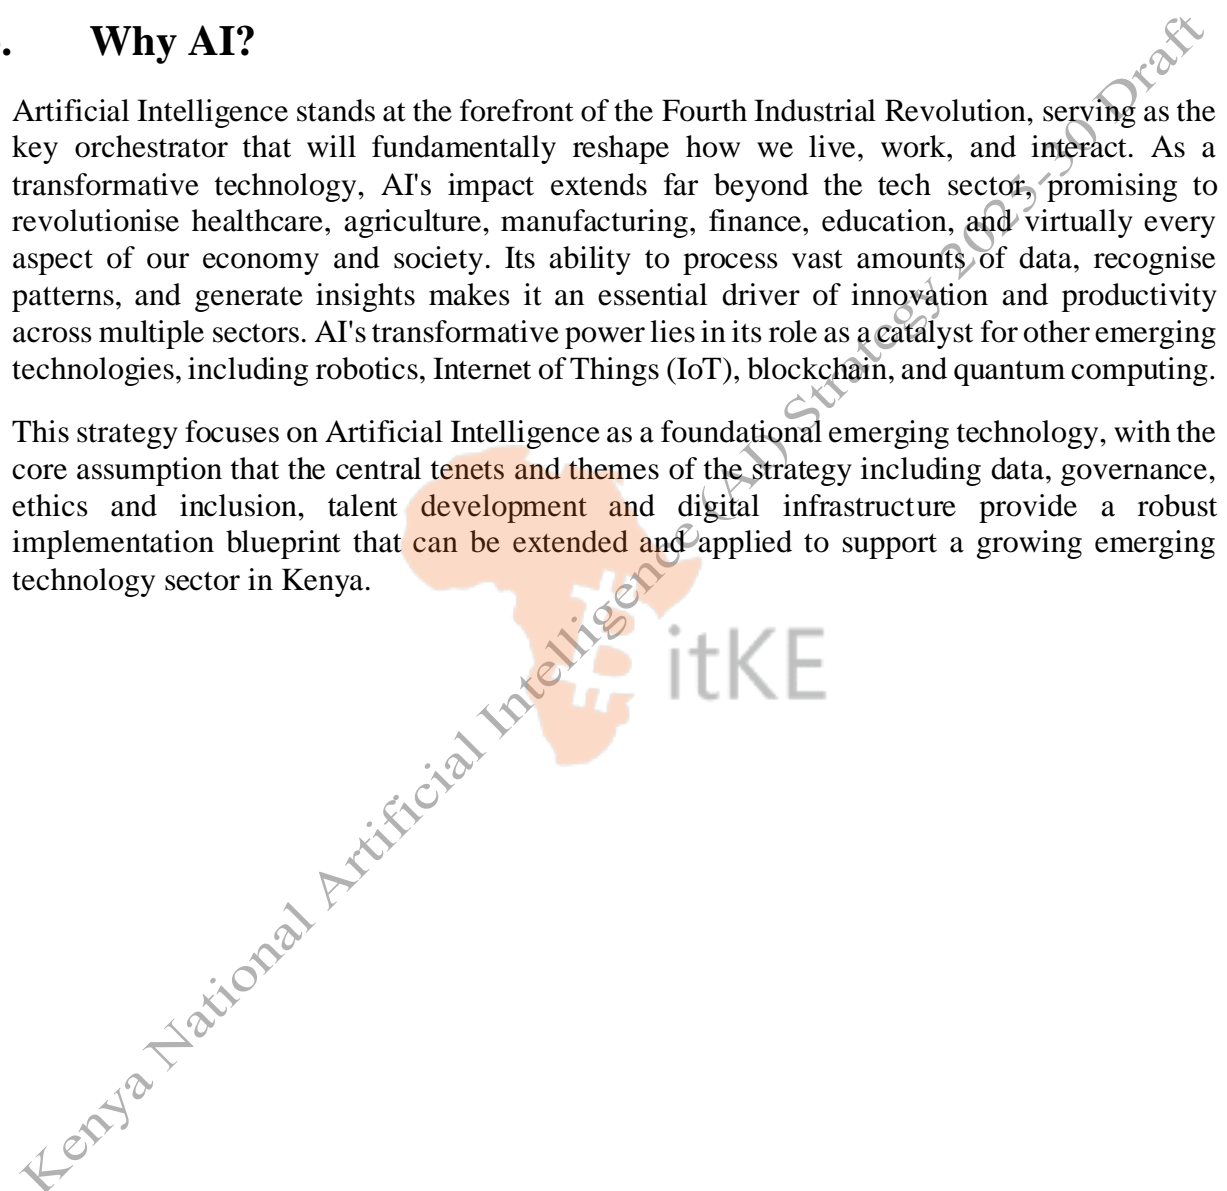 . Why AI?
Artificial Intelligence stands at the forefront of the Fourth Industrial Revolution, serving as the
key orchestrator that will fundamentally reshape how we live, work, and interact. As a
transformative technology, AI's impact extends far beyond the tech sector, promising to
revolutionise healthcare, agriculture, manufacturing, finance, education, and virtually every
aspect of our economy and society. Its ability to process vast amounts of data, recognise
patterns, and generate insights makes it an essential driver of innovation and productivity
across multiple sectors. AI's transformative power lies in its role as a catalyst for other emerging
technologies, including robotics, Internet of Things (IoT), blockchain, and quantum computing.
This strategy focuses on Artificial Intelligence as a foundational emerging technology, with the
core assumption that the central tenets and themes of the strategy including data, governance,
ethics and inclusion, talent development and digital infrastructure provide a robust
implementation blueprint that can be extended and applied to support a growing emerging
technology sector in Kenya.
itKE
Kenya National Artificial Intelligence (AI) Strategy 2025-30 Draft